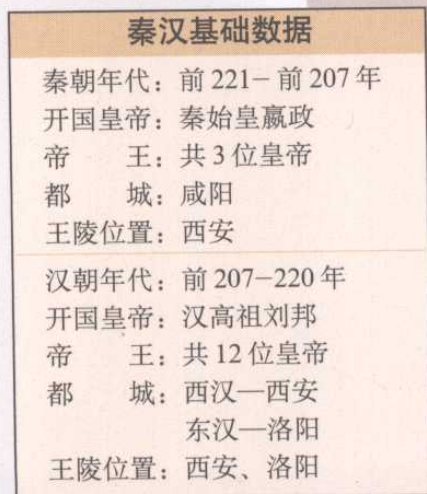 秦汉基础数据
秦朝年代：前 221－前 207 年
开国皇帝：秦始皇嬴政
帝　　王：共 3 位皇帝
都　　城：咸阳
王陵位置：西安
汉朝年代：前 207－220 年
开国皇帝：汉高祖刘邦
帝　　王：共 12 位皇帝
都　　城：西汉—西安
东汉—洛阳
王陵位置：西安、洛阳